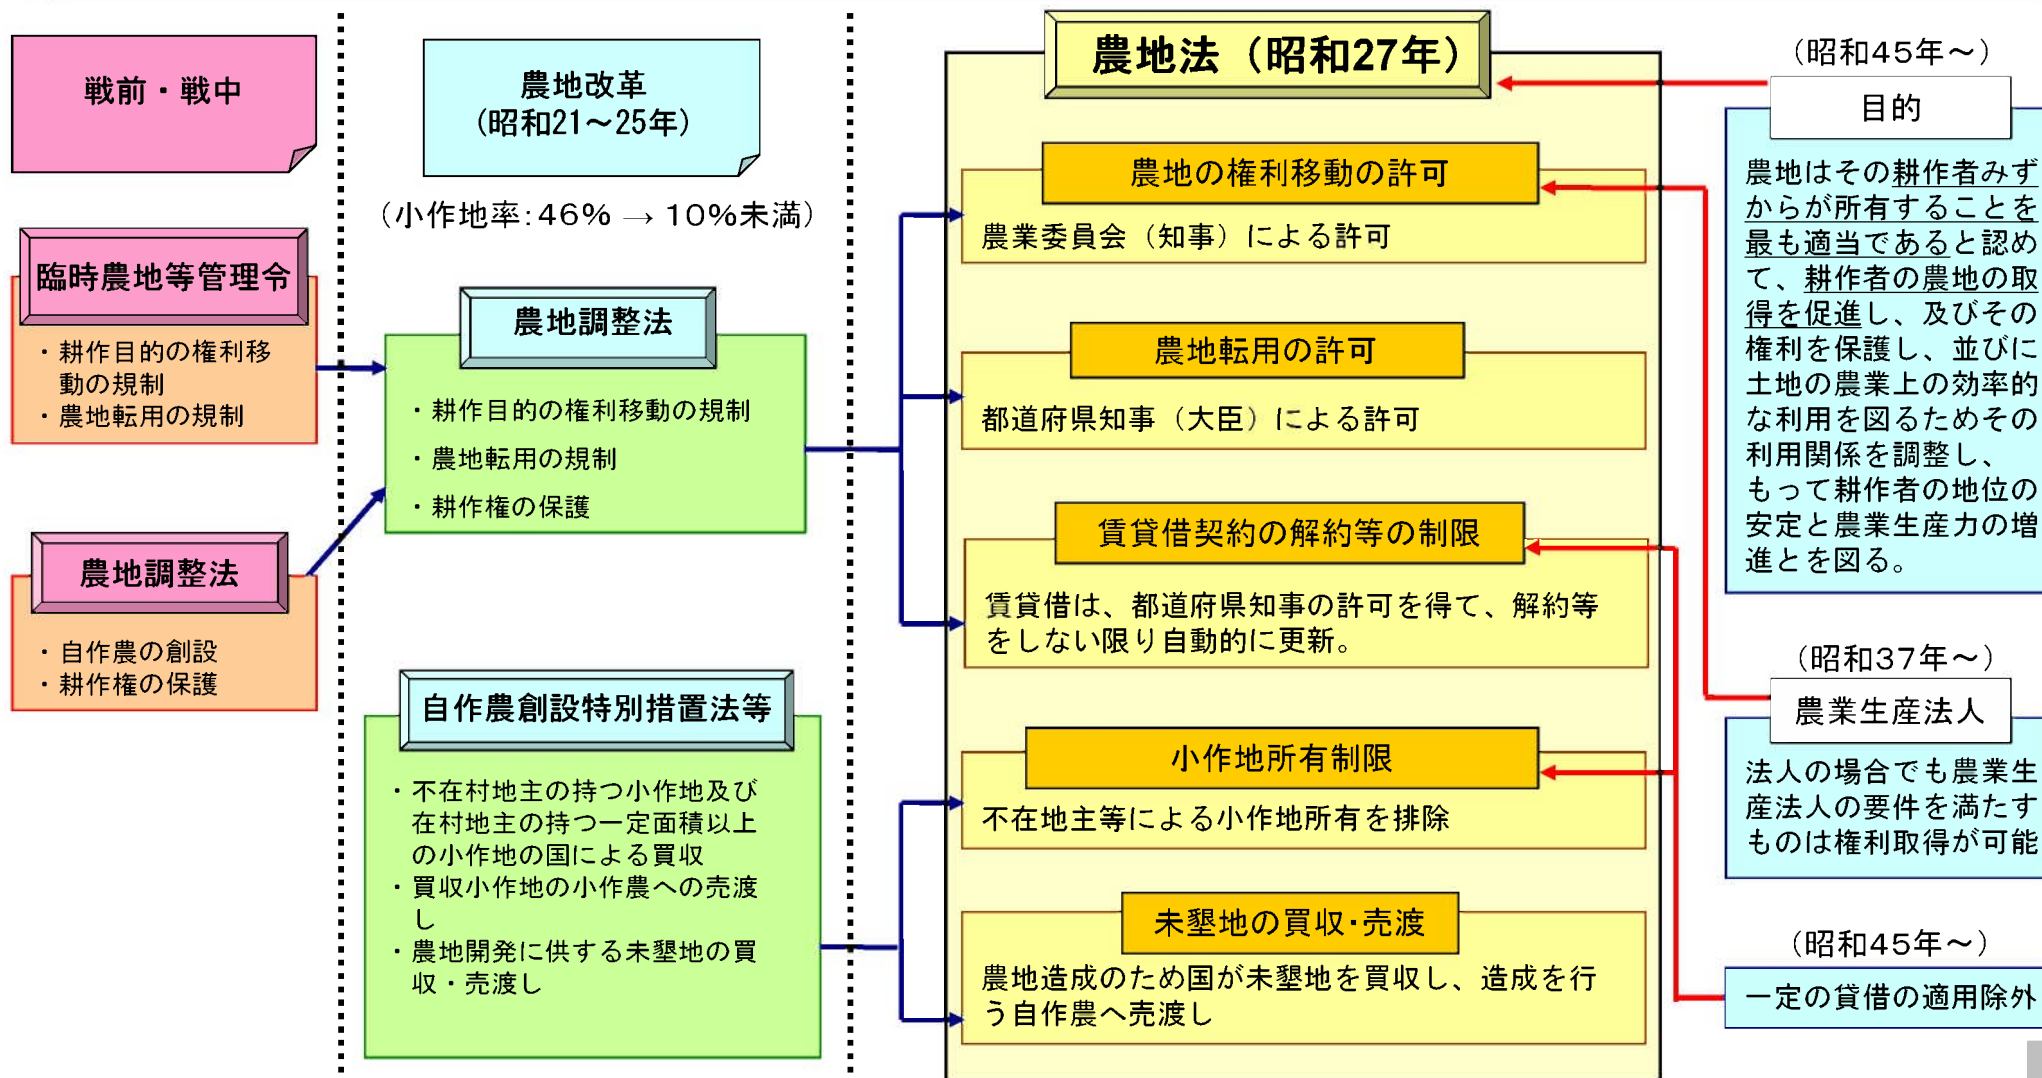 戦前・戦中
臨時農地等管理令
・耕作目的の権利移
動の規制
・農地転用の規制
農地調整法
・自作農の創設
・耕作権の保護
農地改革
(昭和21～25年)
(小作地率:46% → 10%未満)
農地調整法
・耕作目的の権利移動の規制
・農地転用の規制
・耕作権の保護
自作農創設特別措置法等
・不在村地主の持つ小作地及び
在村地主の持つ一定面積以上
の小作地の国による買収
・買収小作地の小作農への売渡
し
・農地開発に供する未墾地の買
収・売渡し
農地法（昭和27年）
農地の権利移動の許可
農業委員会（知事）による許可
農地転用の許可
都道府県知事（大臣）による許可
賃貸借契約の解約等の制限
賃貸借は、都道府県知事の許可を得て、解約等
をしない限り自動的に更新。
小作地所有制限
不在地主等による小作地所有を排除
未墾地の買収・売渡
農地造成のため国が未墾地を買収し、造成を行
う自作農へ売渡し
(昭和45年～)
目的
農地はその耕作者みず
からが所有することを
最も適当であると認め
て、耕作者の農地の取
得を促進し、及びその
権利を保護し、並びに
土地の農業上の効率的
な利用を図るためその
利用関係を調整し、
もって耕作者の地位の
安定と農業生産力の増
進とを図る。
(昭和37年～)
農業生産法人
法人の場合でも農業生
産法人の要件を満たす
ものは権利取得が可能
(昭和45年～)
一定の貸借の適用除外